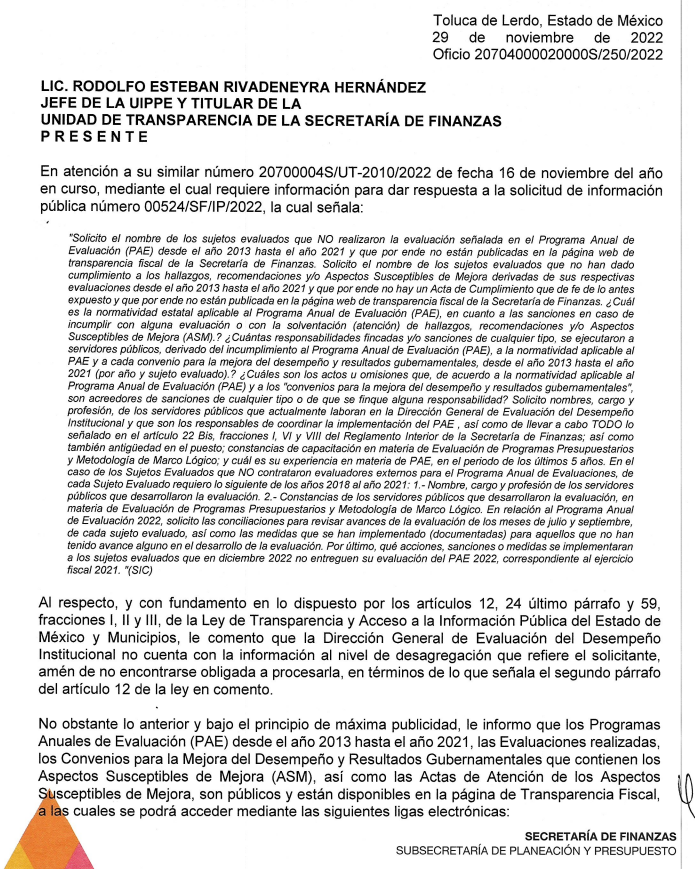 Toluca de Lerdo, Estado de México
29 de noviembre de 2022
Oficio 20704000020000S/250/2022
LIC. RODOLFO ESTEBAN RIVADENEYRA HERNÁNDEZ
JEFE DE LA UIPPE Y TITULAR DE LA
UNIDAD DE TRANSPARENCIA DE LA SECRETARÍA DE FINANZAS
P R E S E N T E
En atención a su similar número 20700004S/UT-2010/2022 de fecha 16 de noviembre del año
en curso, mediante el cual requiere información para dar respuesta a la solicitud de información
pública número 00524/SF/IP/2022, la cual señala:
"Solicito el nombre de los sujetos evaluados que NO realizaron la evaluación señalada en el Programa Anual de
Evaluación (PAE) desde el año 2013 hasta el año 2021 y que por ende no están publicadas en la página web de
transparencia fiscal de la Secretaría de Finanzas. Solicito el nombre de los sujetos evaluados que no han dado
cumplimiento a los hallazgos, recomendaciones y/o Aspectos Susceptibles de Mejora derivadas de sus respectivas
evaluaciones desde el año 2013 hasta el año 2021 y que por ende no hay un Acta de Cumplimiento que de fe de lo antes
expuesto y que por ende no están publicada en la página web de transparencia fiscal de la Secretaría de Finanzas. ¿Cuál
es la normatividad estatal aplicable al Programa Anual de Evaluación (PAE), en cuanto a las sanciones en caso de
incumplir con alguna evaluación o con la solventación (atención) de hallazgos, recomendaciones y/o Aspectos
Susceptibles de Mejora (ASM).? ¿Cuántas responsabilidades fincadas y/o sanciones de cualquier tipo, se ejecutaron a
servidores públicos, derivado del incumplimiento al Programa Anual de Evaluación (PAE), a la normatividad aplicable al
PAE y a cada convenio para la mejora del desempeño y resultados gubernamentales, desde el año 2013 hasta el año
2021 (por año y sujeto evaluado).? ¿Cuáles son los actos u omisiones que, de acuerdo a la normatividad aplicable al
Programa Anual de Evaluación (PAE) y a los "convenios para la mejora del desempeño y resultados gubernamentales",
son acreedores de sanciones de cualquier tipo o de que se finque alguna responsabilidad? Solicito nombres, cargo y
profesión, de los servidores públicos que actualmente laboran en la Dirección General de Evaluación del Desempeño
Institucional y que son los responsables de coordinar la implementación del PAE , así como de llevar a cabo TODO lo
señalado en el artículo 22 Bis, fracciones I, VI y VIII del Reglamento Interior de la Secretaría de Finanzas; así como
también antigüedad en el puesto; constancias de capacitación en materia de Evaluación de Programas Presupuestarios
y Metodología de Marco Lógico; y cuál es su experiencia en materia de PAE, en el periodo de los últimos 5 años. En el
caso de los Sujetos Evaluados que NO contrataron evaluadores externos para el Programa Anual de Evaluaciones, de
cada Sujeto Evaluado requiero lo siguiente de los años 2018 al año 2021: 1.- Nombre, cargo y profesión de los servidores
públicos que desarrollaron la evaluación. 2.- Constancias de los servidores públicos que desarrollaron la evaluación, en
materia de Evaluación de Programas Presupuestarios y Metodología de Marco Lógico. En relación al Programa Anual
de Evaluación 2022, solicito las conciliaciones para revisar avances de la evaluación de los meses de julio y septiembre,
de cada sujeto evaluado, así como las medidas que se han implementado (documentadas) para aquellos que no han
tenido avance alguno en el desarrollo de la evaluación. Por último, qué acciones, sanciones o medidas se implementaran
a los sujetos evaluados que en diciembre 2022 no entreguen su evaluación del PAE 2022, correspondiente al ejercicio
fiscal 2021. "(SIC)
Al respecto, y con fundamento en lo dispuesto por los artículos 12, 24 último párrafo y 59,
fracciones I, II y III, de la Ley de Transparencia y Acceso a la Información Pública del Estado de
México y Municipios, le comento que la Dirección General de Evaluación del Desempeño
Institucional no cuenta con la información al nivel de desagregación que refiere el solicitante,
amén de no encontrarse obligada a procesarla, en términos de lo que señala el segundo párrafo
del artículo 12 de la ley en comento.
No obstante lo anterior y bajo el principio de máxima publicidad, le informo que los Programas
Anuales de Evaluación (PAE) desde el año 2013 hasta el año 2021, las Evaluaciones realizadas,
los Convenios para la Mejora del Desempeño y Resultados Gubernamentales que contienen los
Aspectos Susceptibles de Mejora (ASM), así como las Actas de Atención de los Aspectos
Susceptibles de Mejora, son públicos y están disponibles en la página de Transparencia Fiscal,
a las cuales se podrá acceder mediante las siguientes ligas electrónicas:
SECRETARÍA DE FINANZAS
SUBSECRETARÍA DE PLANEACIÓN Y PRESUPUESTO